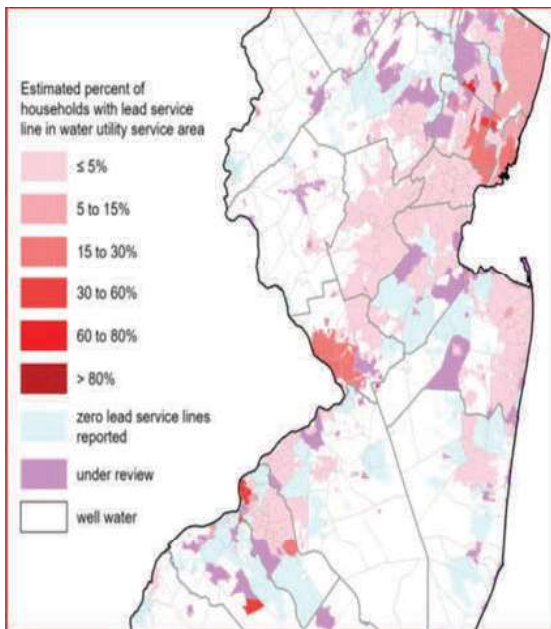 Estimated percent of
households with lead service
line in water utility service area
≤ 5%
5 to 15%
15 to 30%
30 to 60%
60 to 80%
> 80%
zero lead service lines
reported
under review
well water